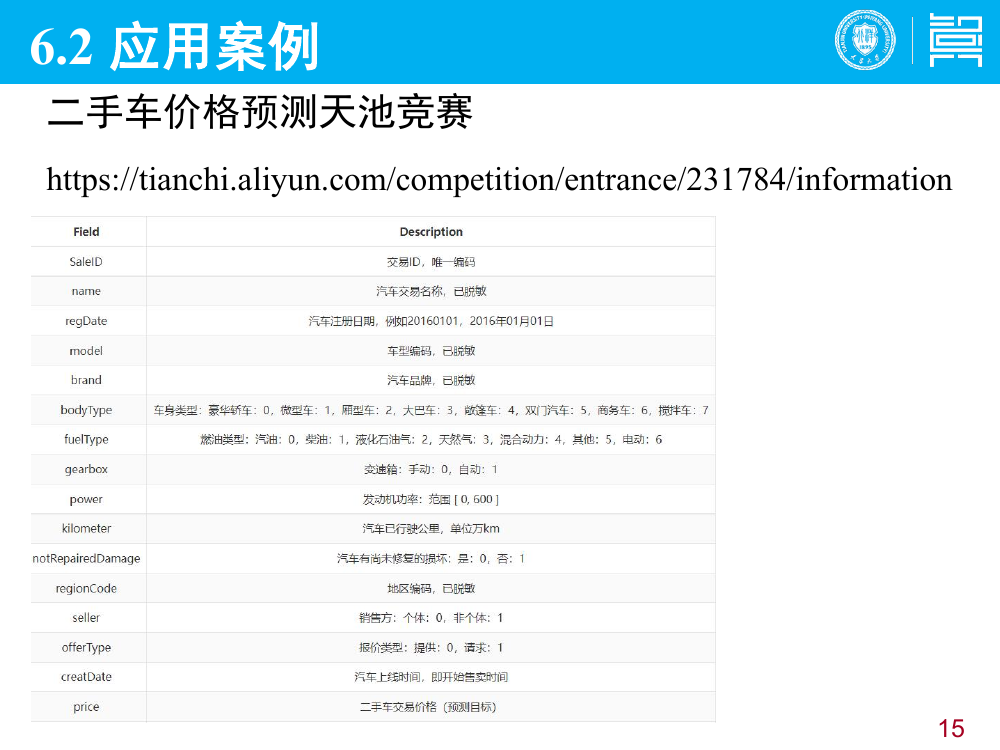 6.2 应用案例
二手车价格预测天池竞赛
https://tianchi.aliyun.com/competition/entrance/231784/information
Field Description
SaleID 交易ID，唯一编码
name 汽车交易名称，已脱敏
regDate 汽车注册日期，例如20160101，2016年01月01日
model 车型编码，已脱敏
brand 汽车品牌，已脱敏
bodyType 车身类型：豪华轿车：0，微型车：1，厢型车：2，大巴车：3，敞篷车：4，双门汽车：5，商务车：6，搅拌车：7
fuelType 燃油类型：汽油：0，柴油：1，液化石油气：2，天然气：3，混合动力：4，其他：5，电动：6
gearbox 变速箱：手动：0，自动：1
power 发动机功率：范围 [ 0, 600 ]
kilometer 汽车已行驶公里，单位万km
notRepairedDamage 汽车有尚未修复的损坏：是：0，否：1
regionCode 地区编码，已脱敏
seller 销售方：个体：0，非个体：1
offerType 报价类型：提供：0，请求：1
creatDate 汽车上线时间，即开始售卖时间
price 二手车交易价格（预测目标）
15